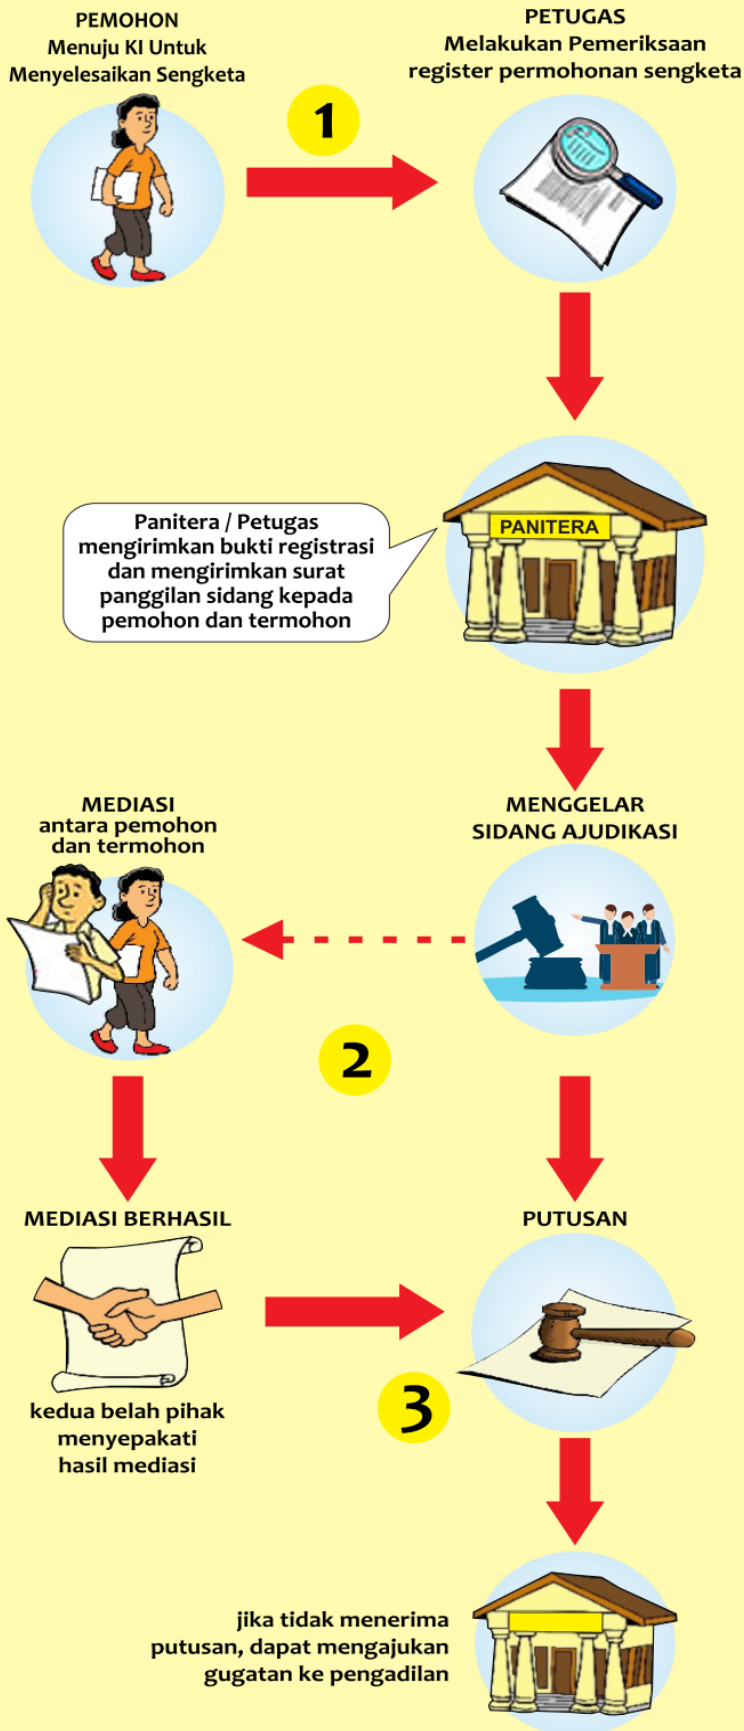 PEMOHON
Menuju KI Untuk
Menyelesaikan Sengketa
1
PETUGAS
Melakukan Pemeriksaan
register permohonan sengketa
Panitera / Petugas
mengirimkan bukti registrasi
dan mengirimkan surat
panggilan sidang kepada
pemohon dan termohon
PANITERA
MEDIASI
antara pemohon
dan termohon
MENGGELAR
SIDANG AJUDIKASI
2
MEDIASI BERHASIL
kedua belah pihak
menyepakati
hasil mediasi
PUTUSAN
3
jika tidak menerima
putusan, dapat mengajukan
gugatan ke pengadilan